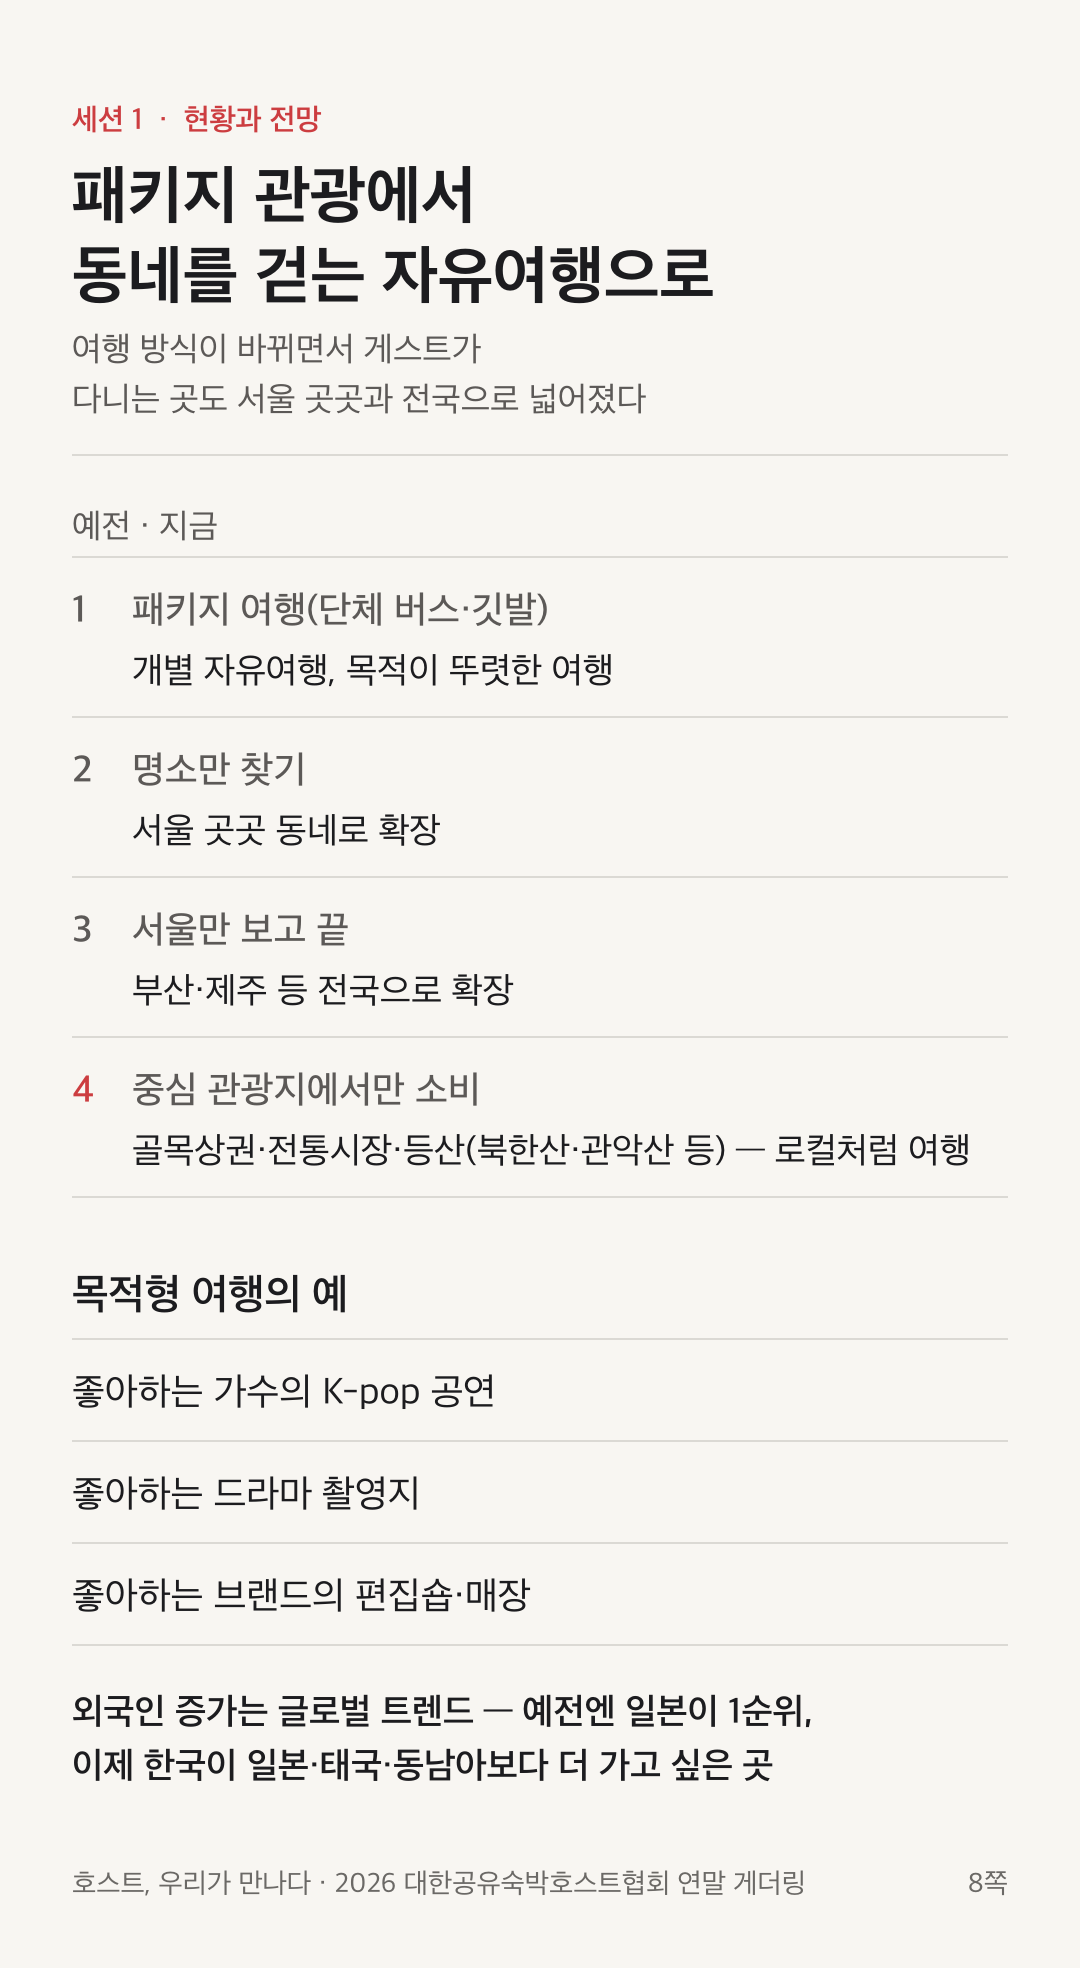 세션 1 · 현황과 전망
패키지 관광에서
동네를 걷는 자유여행으로
여행 방식이 바뀌면서 게스트가
다니는 곳도 서울 곳곳과 전국으로 넓어졌다
예전 · 지금
1 패키지 여행(단체 버스·깃발)
개별 자유여행, 목적이 뚜렷한 여행
2 명소만 찾기
서울 곳곳 동네로 확장
3 서울만 보고 끝
부산·제주 등 전국으로 확장
4 중심 관광지에서만 소비
골목상권·전통시장·등산(북한산·관악산 등) — 로컬처럼 여행
목적형 여행의 예
좋아하는 가수의 K-pop 공연
좋아하는 드라마 촬영지
좋아하는 브랜드의 편집숍·매장
외국인 증가는 글로벌 트렌드 — 예전엔 일본이 1순위,
이제 한국이 일본·태국·동남아보다 더 가고 싶은 곳
호스트, 우리가 만나다 · 2026 대한공유숙박호스트협회 연말 게더링 8쪽